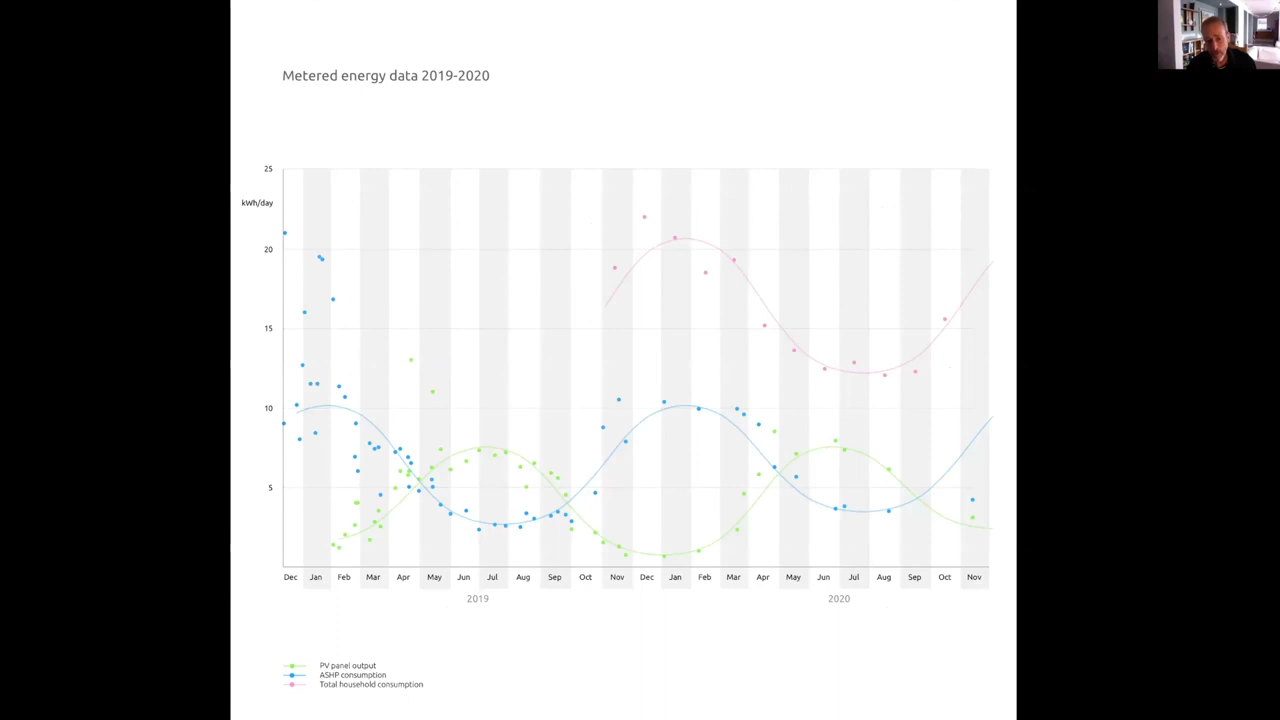 Metered energy data 2019-2020
25
kWh/day
20
15
10
5
Dec Jan Feb Mar Apr May Jun Jul Aug Sep Oct Nov Dec Jan Feb Mar Apr May Jun Jul Aug Sep Oct Nov
2019 2020
PV panel output
ASHP consumption
Total household consumption